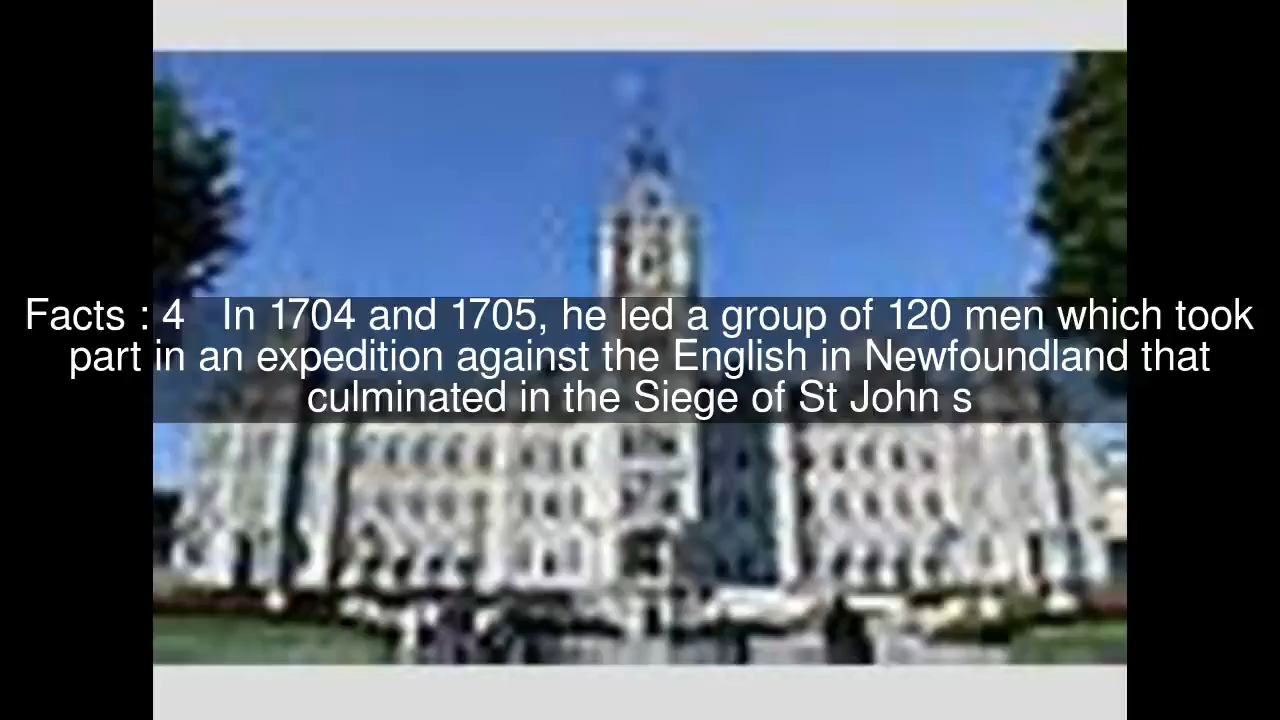 Facts : 4 In 1704 and 1705, he led a group of 120 men which took
part in an expedition against the English in Newfoundland that
culminated in the Siege of St John s